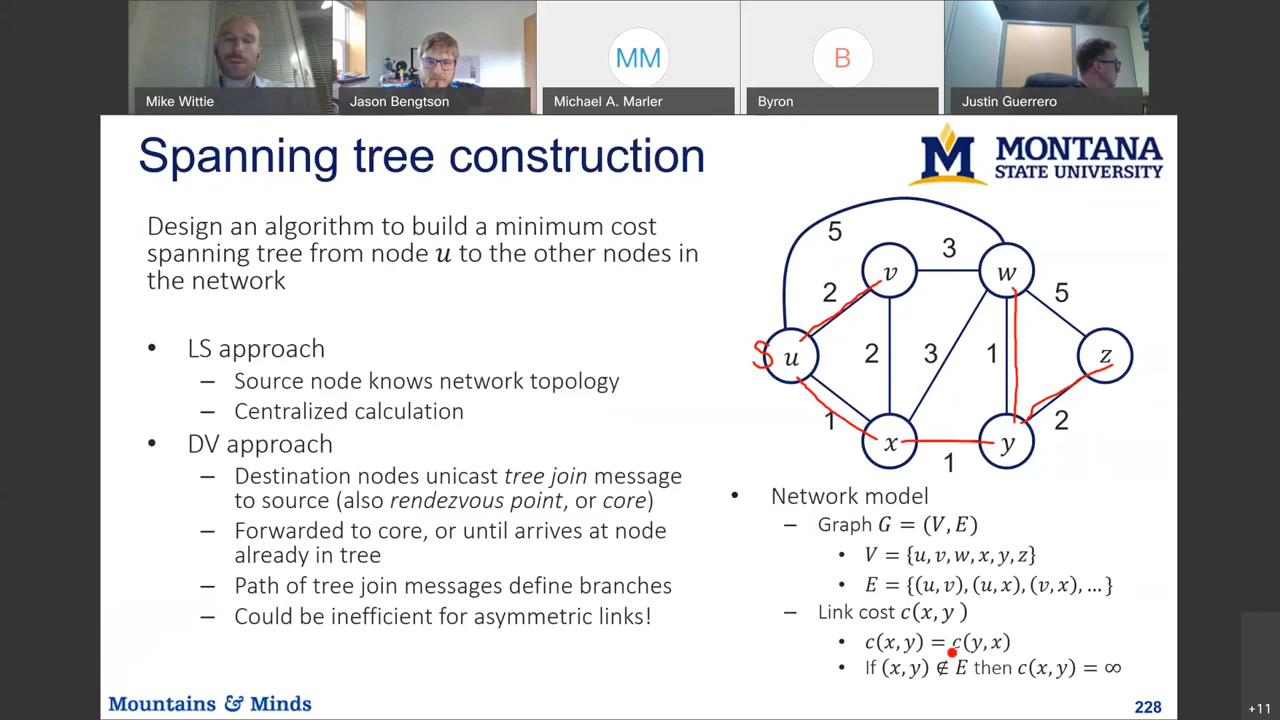 MM
B
Mike Wittie
Jason Bengtson
Michael A. Marler
Byron
Justin Guerrero
Spanning tree construction
M MONTANA
STATE UNIVERSITY
Design an algorithm to build a minimum cost
spanning tree from node u to the other nodes in
the network
• LS approach
– Source node knows network topology
– Centralized calculation
• DV approach
– Destination nodes unicast tree join message
to source (also rendezvous point, or core)
– Forwarded to core, or until arrives at node
already in tree
– Path of tree join messages define branches
– Could be inefficient for asymmetric links!
5
3
v
w
2
5
S u
2
3
1
z
1
x
y
2
1
• Network model
– Graph G = (V, E)
• V = {u, v, w, x, y, z}
• E = {(u, v), (u, x), (v, x), …}
– Link cost c(x, y)
• c(x, y) = c(y, x)
• If (x, y) ∉ E then c(x, y) = ∞
Mountains & Minds
228
+11